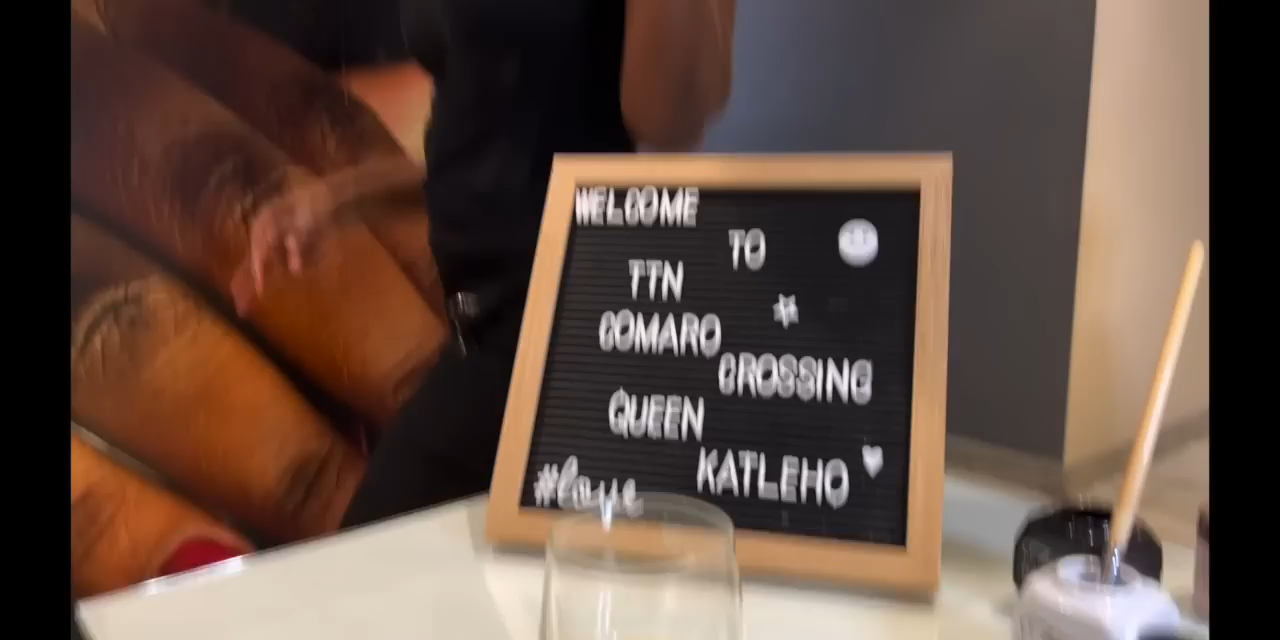 WELCOME
TO
TTN
COMARO
CROSSING
QUEEN
KATLEHO
#love